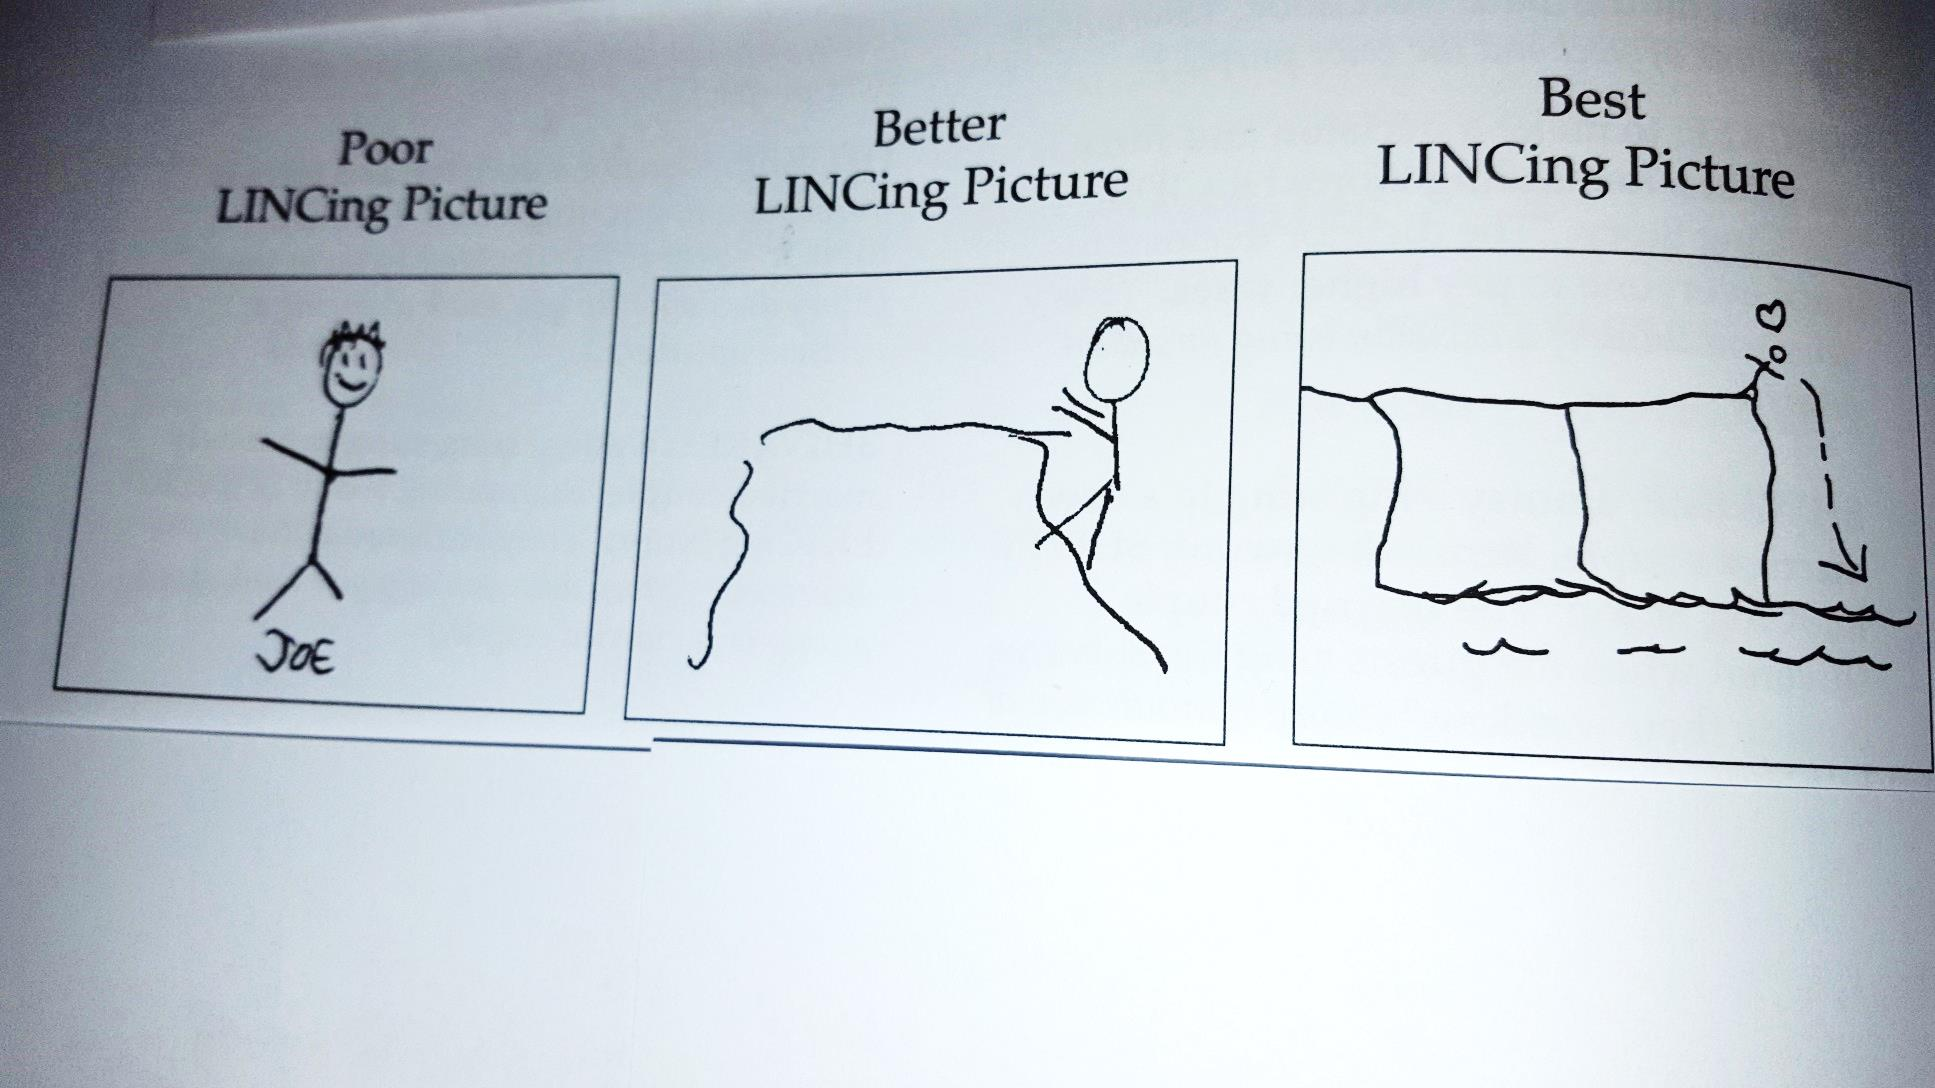 Poor
LINCing Picture
Better
LINCing Picture
Best
LINCing Picture
JOE